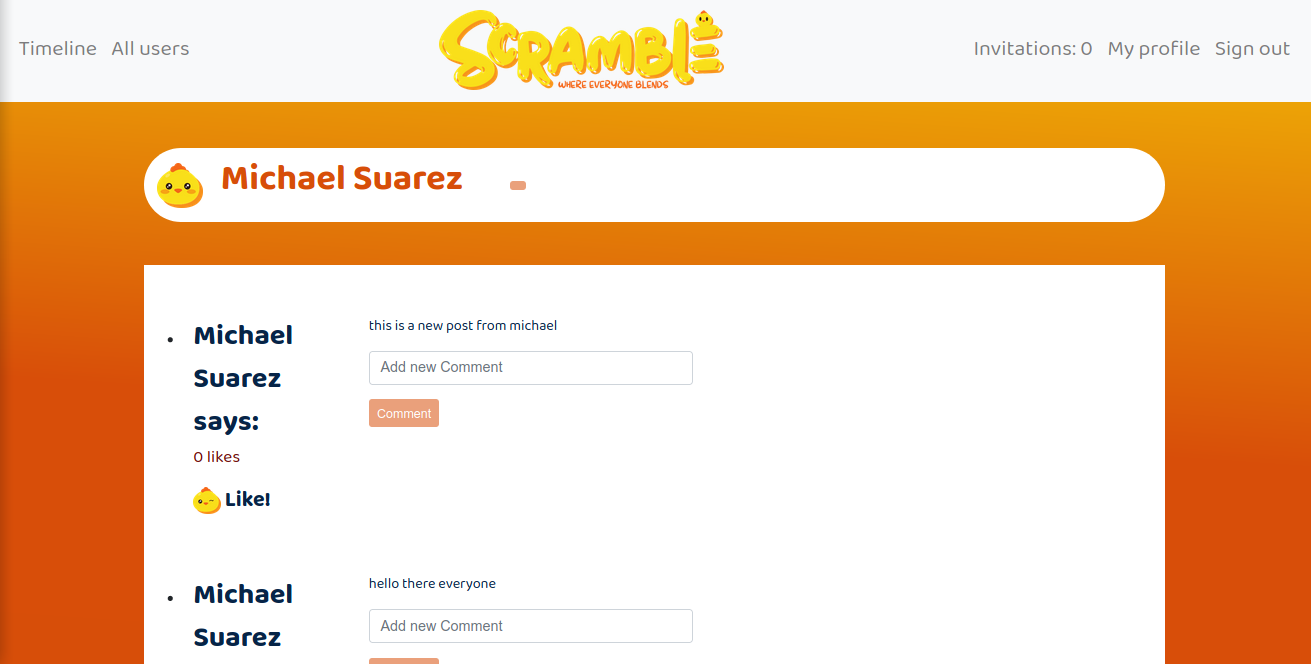 Timeline All users
SCRAMBLE
WHERE EVERYONE BLENDS
Invitations: 0 My profile Sign out
Michael Suarez
Michael
Suarez
says:
0 likes
Like!
this is a new post from michael
Add new Comment
Comment
Michael
Suarez
hello there everyone
Add new Comment